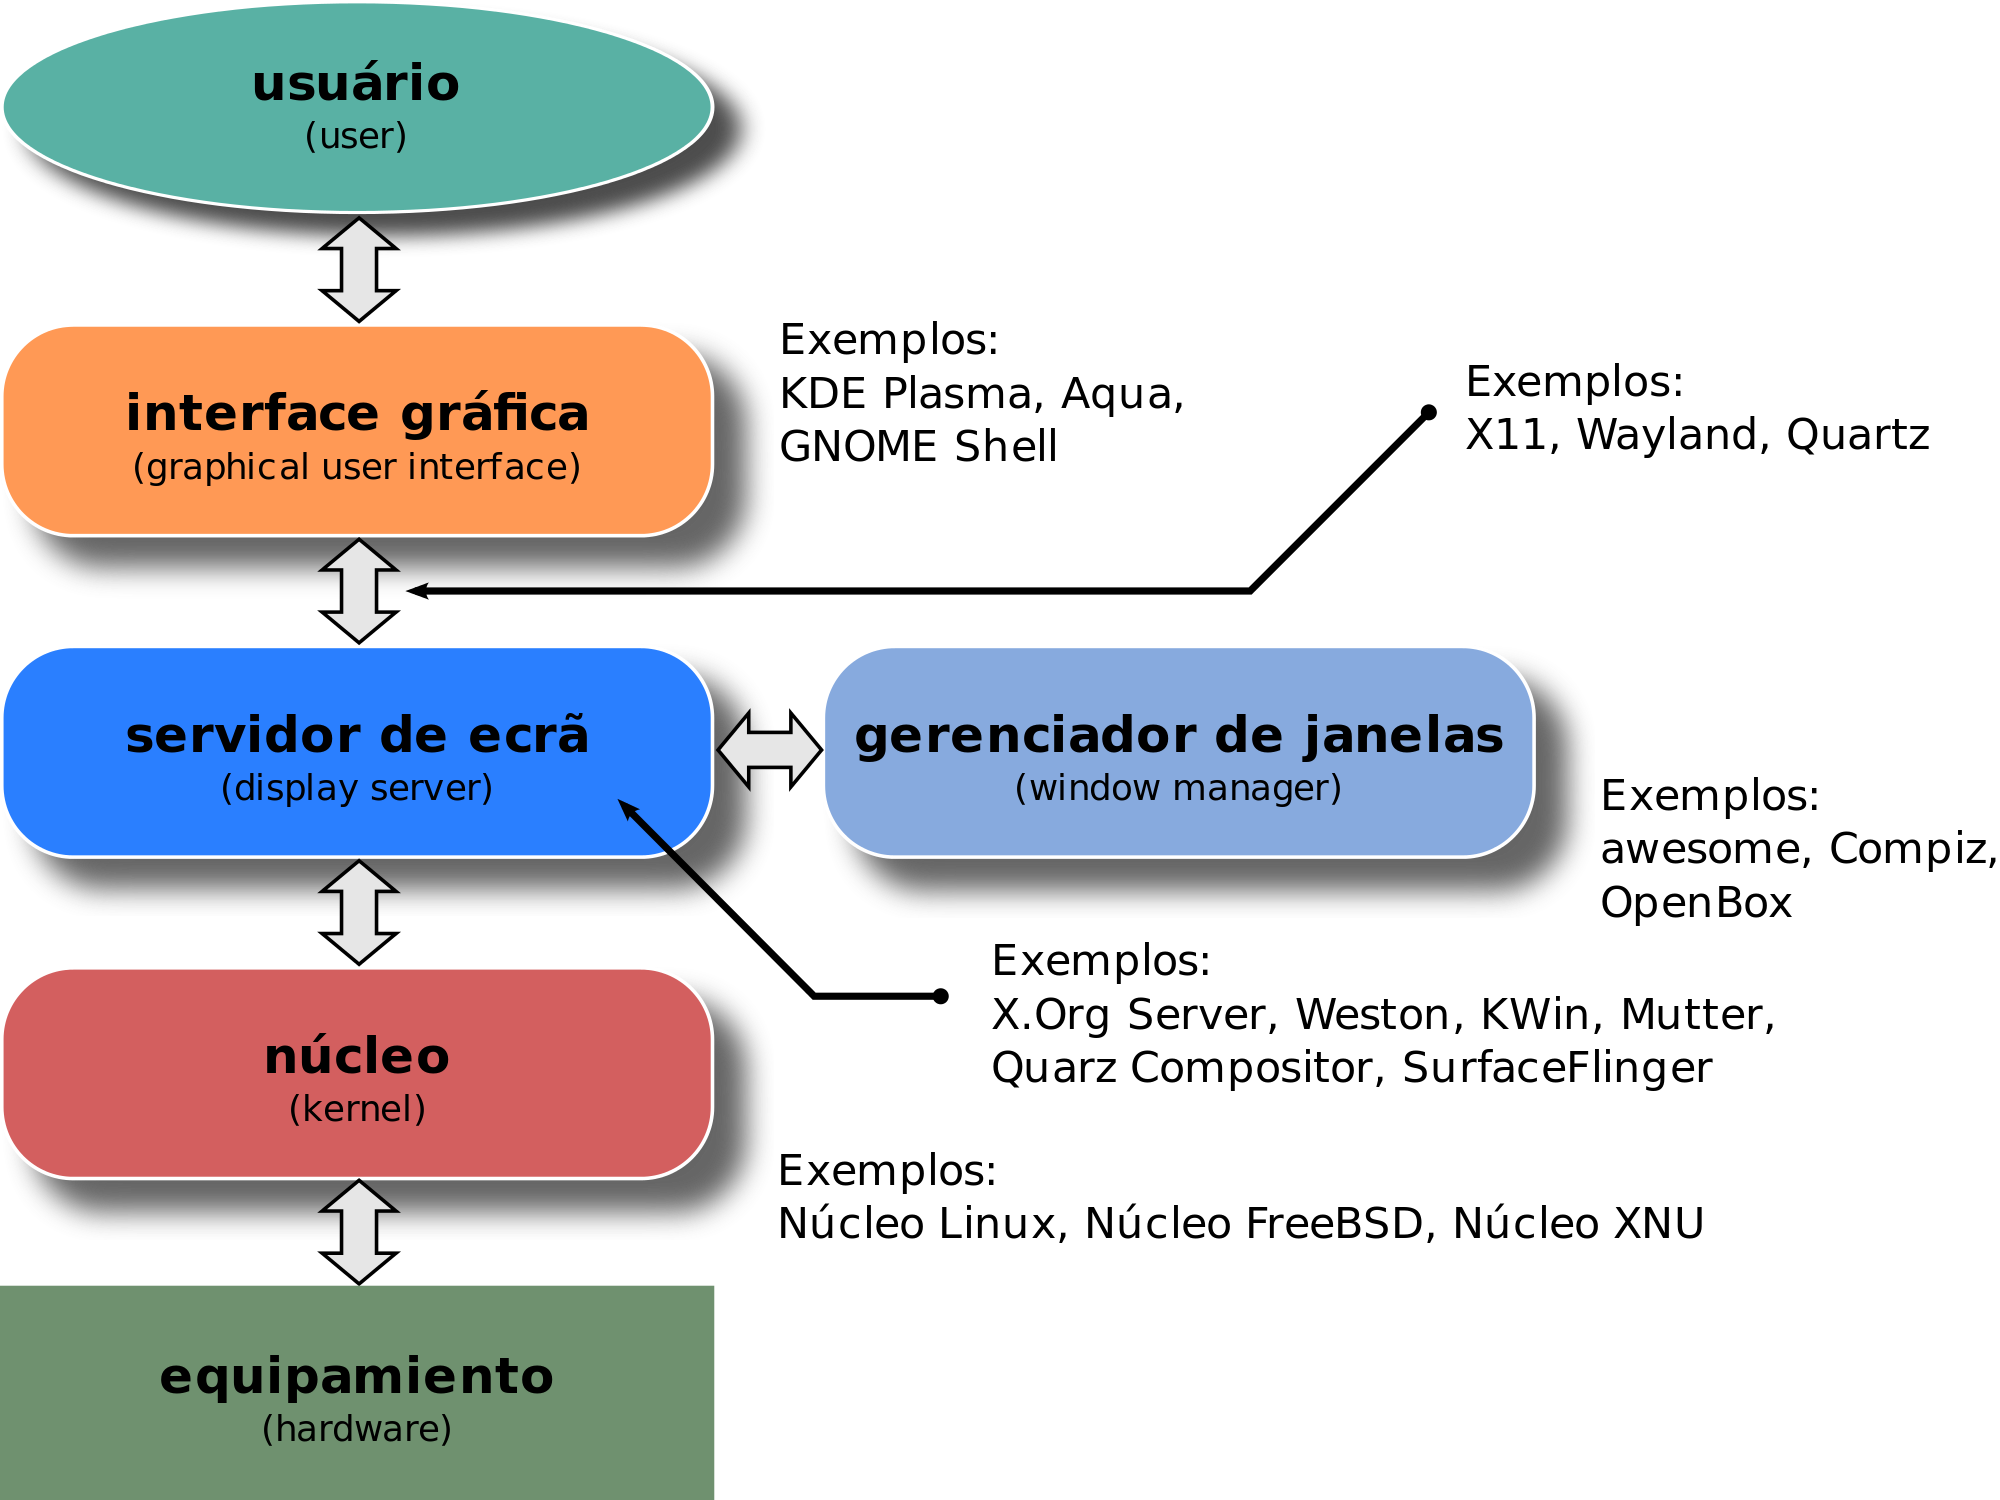 usuário
(user)
interface gráfica
(graphical user interface)
Exemplos:
KDE Plasma, Aqua,
GNOME Shell
Exemplos:
X11, Wayland, Quartz
servidor de ecrã
(display server)
gerenciador de janelas
(window manager)
Exemplos:
awesome, Compiz,
OpenBox
Exemplos:
X.Org Server, Weston, KWin, Mutter,
Quarz Compositor, SurfaceFlinger
núcleo
(kernel)
Exemplos:
Núcleo Linux, Núcleo FreeBSD, Núcleo XNU
equipamiento
(hardware)